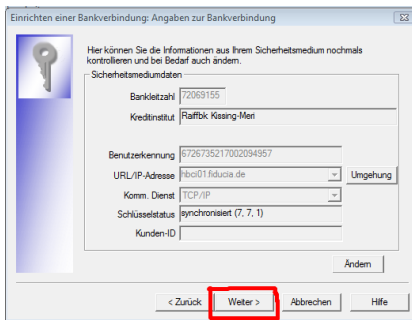 Einrichten einer Bankverbindung: Angaben zur Bankverbindung
Hier können Sie die Informationen aus Ihrem Sicherheitsmedium nochmals
kontrollieren und bei Bedarf auch ändern.
Sicherheitsmediumdaten
Bankleitzahl 72069155
Kreditinstitut Raiffbk Kissing-Meri
Benutzerkennung 6726735217002094957
URL/IP-Adresse hbci01.fiducia.de Umgehung
Komm. Dienst TCP/IP
Schlüsselstatus synchronisiert (7, 7, 1)
Kunden-ID
Ändern
< Zurück Weiter > Abbrechen Hilfe